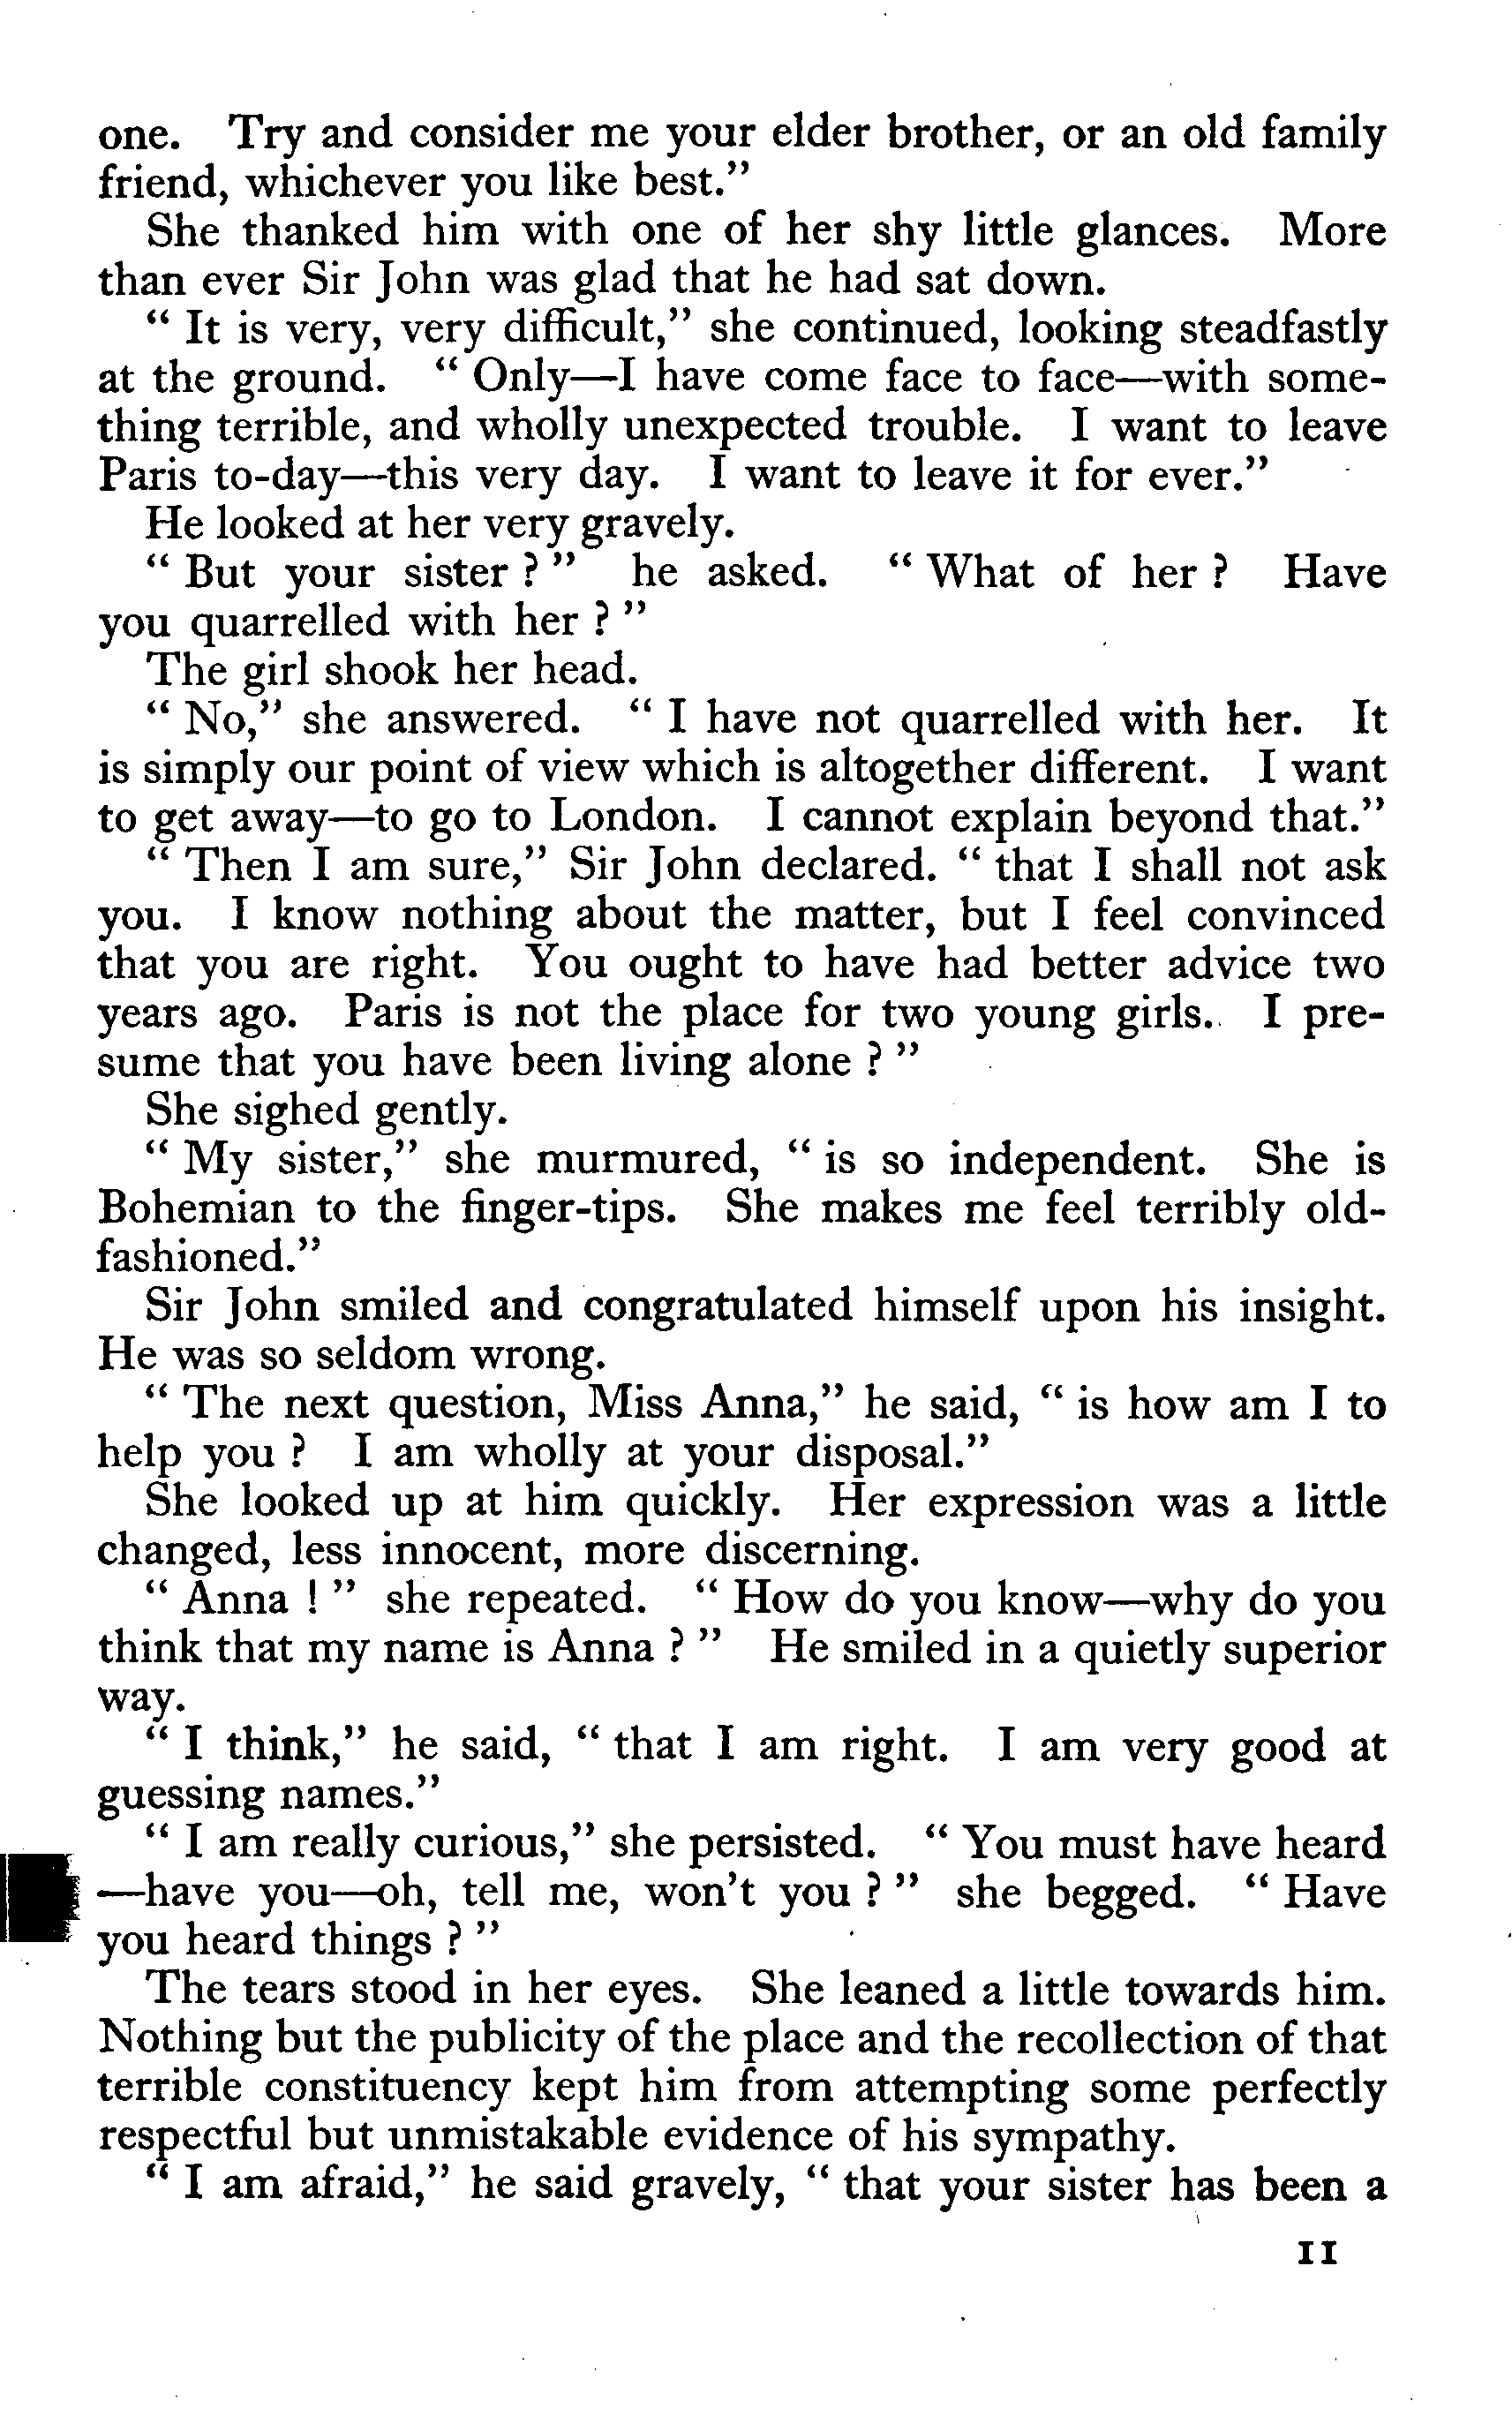 one. Try and consider me your elder brother, or an old family
friend, whichever you like best.”
She thanked him with one of her shy little glances. More
than ever Sir John was glad that he had sat down.
“ It is very, very difficult,” she continued, looking steadfastly
at the ground. “ Only—I have come face to face—with some-
thing terrible, and wholly unexpected trouble. I want to leave
Paris to-day—this very day. I want to leave it for ever.”
He looked at her very gravely.
“ But your sister ? ” he asked. “ What of her ? Have
you quarrelled with her ? ”
The girl shook her head.
“ No,” she answered. “ I have not quarrelled with her. It
is simply our point of view which is altogether different. I want
to get away—to go to London. I cannot explain beyond that.”
“ Then I am sure,” Sir John declared. “ that I shall not ask
you. I know nothing about the matter, but I feel convinced
that you are right. You ought to have had better advice two
years ago. Paris is not the place for two young girls. I pre-
sume that you have been living alone ? ”
She sighed gently.
“ My sister,” she murmured, “ is so independent. She is
Bohemian to the finger-tips. She makes me feel terribly old-
fashioned.”
Sir John smiled and congratulated himself upon his insight.
He was so seldom wrong.
“ The next question, Miss Anna,” he said, “ is how am I to
help you ? I am wholly at your disposal.”
She looked up at him quickly. Her expression was a little
changed, less innocent, more discerning.
“ Anna ! ” she repeated. “ How do you know—why do you
think that my name is Anna ? ” He smiled in a quietly superior
way.
“ I think,” he said, “ that I am right. I am very good at
guessing names.”
“ I am really curious,” she persisted. “ You must have heard
—have you—oh, tell me, won’t you ? ” she begged. “ Have
you heard things ? ”
The tears stood in her eyes. She leaned a little towards him.
Nothing but the publicity of the place and the recollection of that
terrible constituency kept him from attempting some perfectly
respectful but unmistakable evidence of his sympathy.
“ I am afraid,” he said gravely, “ that your sister has been a
11